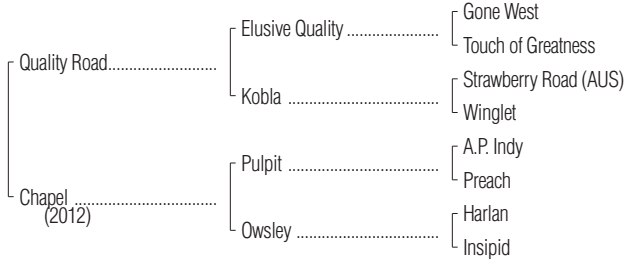 Gone West
Elusive Quality
Touch of Greatness
Quality Road
Strawberry Road (AUS)
Kobla
Winglet
A.P. Indy
Pulpit
Preach
Chapel
(2012)
Harlan
Owsley
Insipid